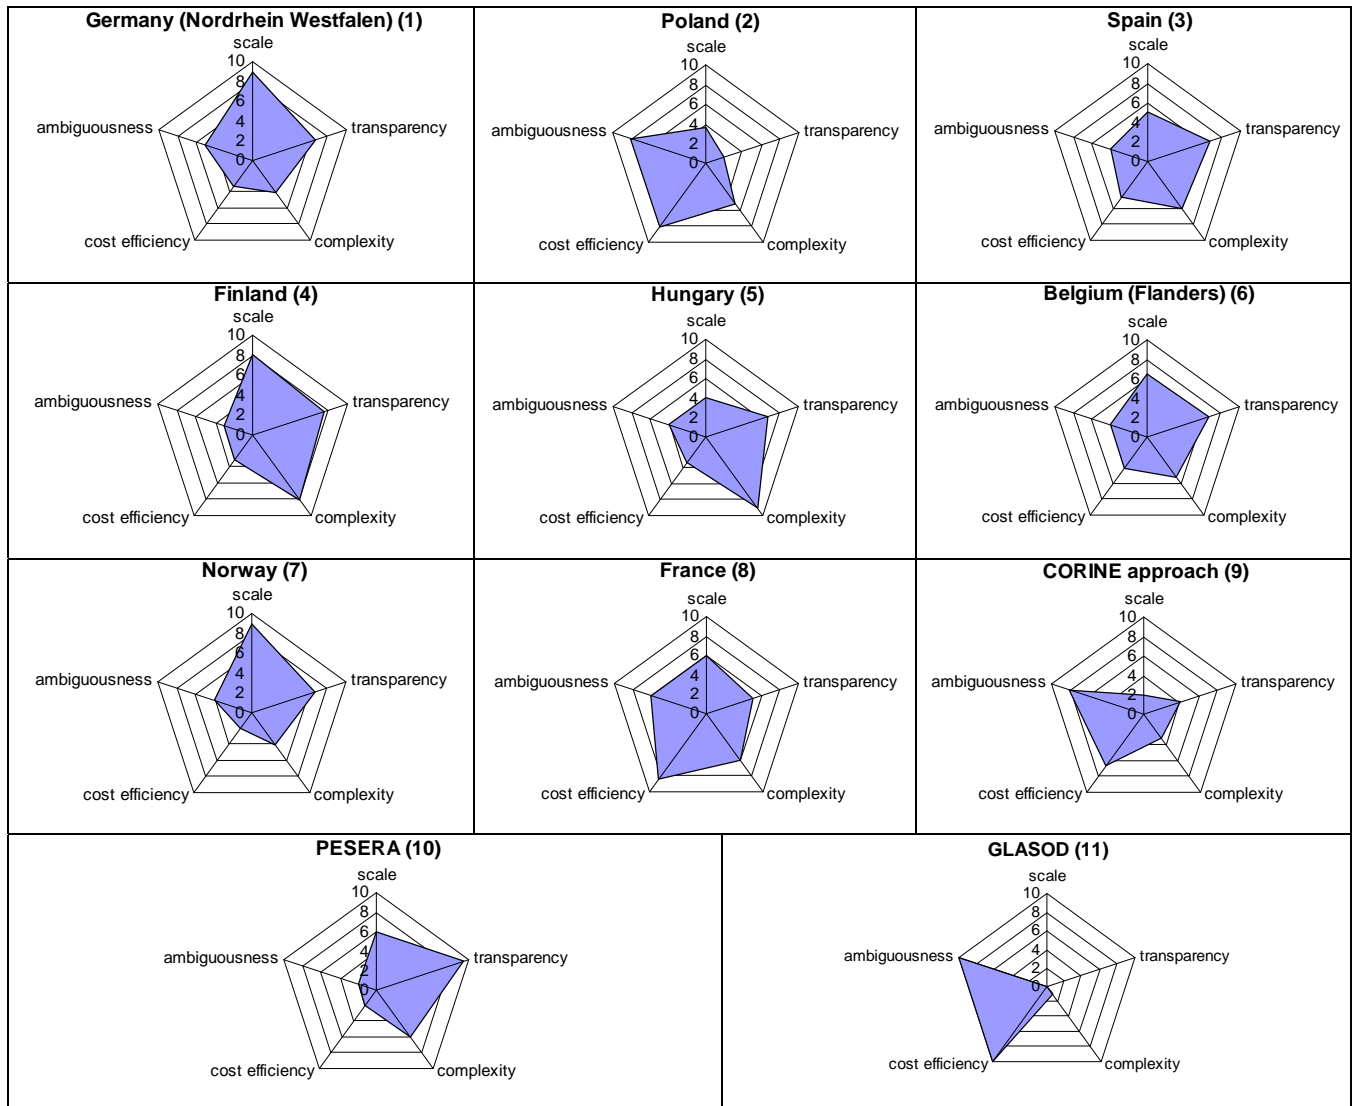 Germany (Nordrhein Westfalen) (1)
scale
10
8
6
4
2
0
ambiguousness
transparency
cost efficiency
complexity
Poland (2)
scale
10
8
6
4
2
0
ambiguousness
transparency
cost efficiency
complexity
Spain (3)
scale
10
8
6
4
2
0
ambiguousness
transparency
cost efficiency
complexity
Finland (4)
scale
10
8
6
4
2
0
ambiguousness
transparency
cost efficiency
complexity
Hungary (5)
scale
10
8
6
4
2
0
ambiguousness
transparency
cost efficiency
complexity
Belgium (Flanders) (6)
scale
10
8
6
4
2
0
ambiguousness
transparency
cost efficiency
complexity
Norway (7)
scale
10
8
6
4
2
0
ambiguousness
transparency
cost efficiency
complexity
France (8)
scale
10
8
6
4
2
0
ambiguousness
transparency
cost efficiency
complexity
CORINE approach (9)
scale
10
8
6
4
2
0
ambiguousness
transparency
cost efficiency
complexity
PESERA (10)
scale
10
8
6
4
2
0
ambiguousness
transparency
cost efficiency
complexity
GLASOD (11)
scale
10
8
6
4
2
0
ambiguousness
transparency
cost efficiency
complexity